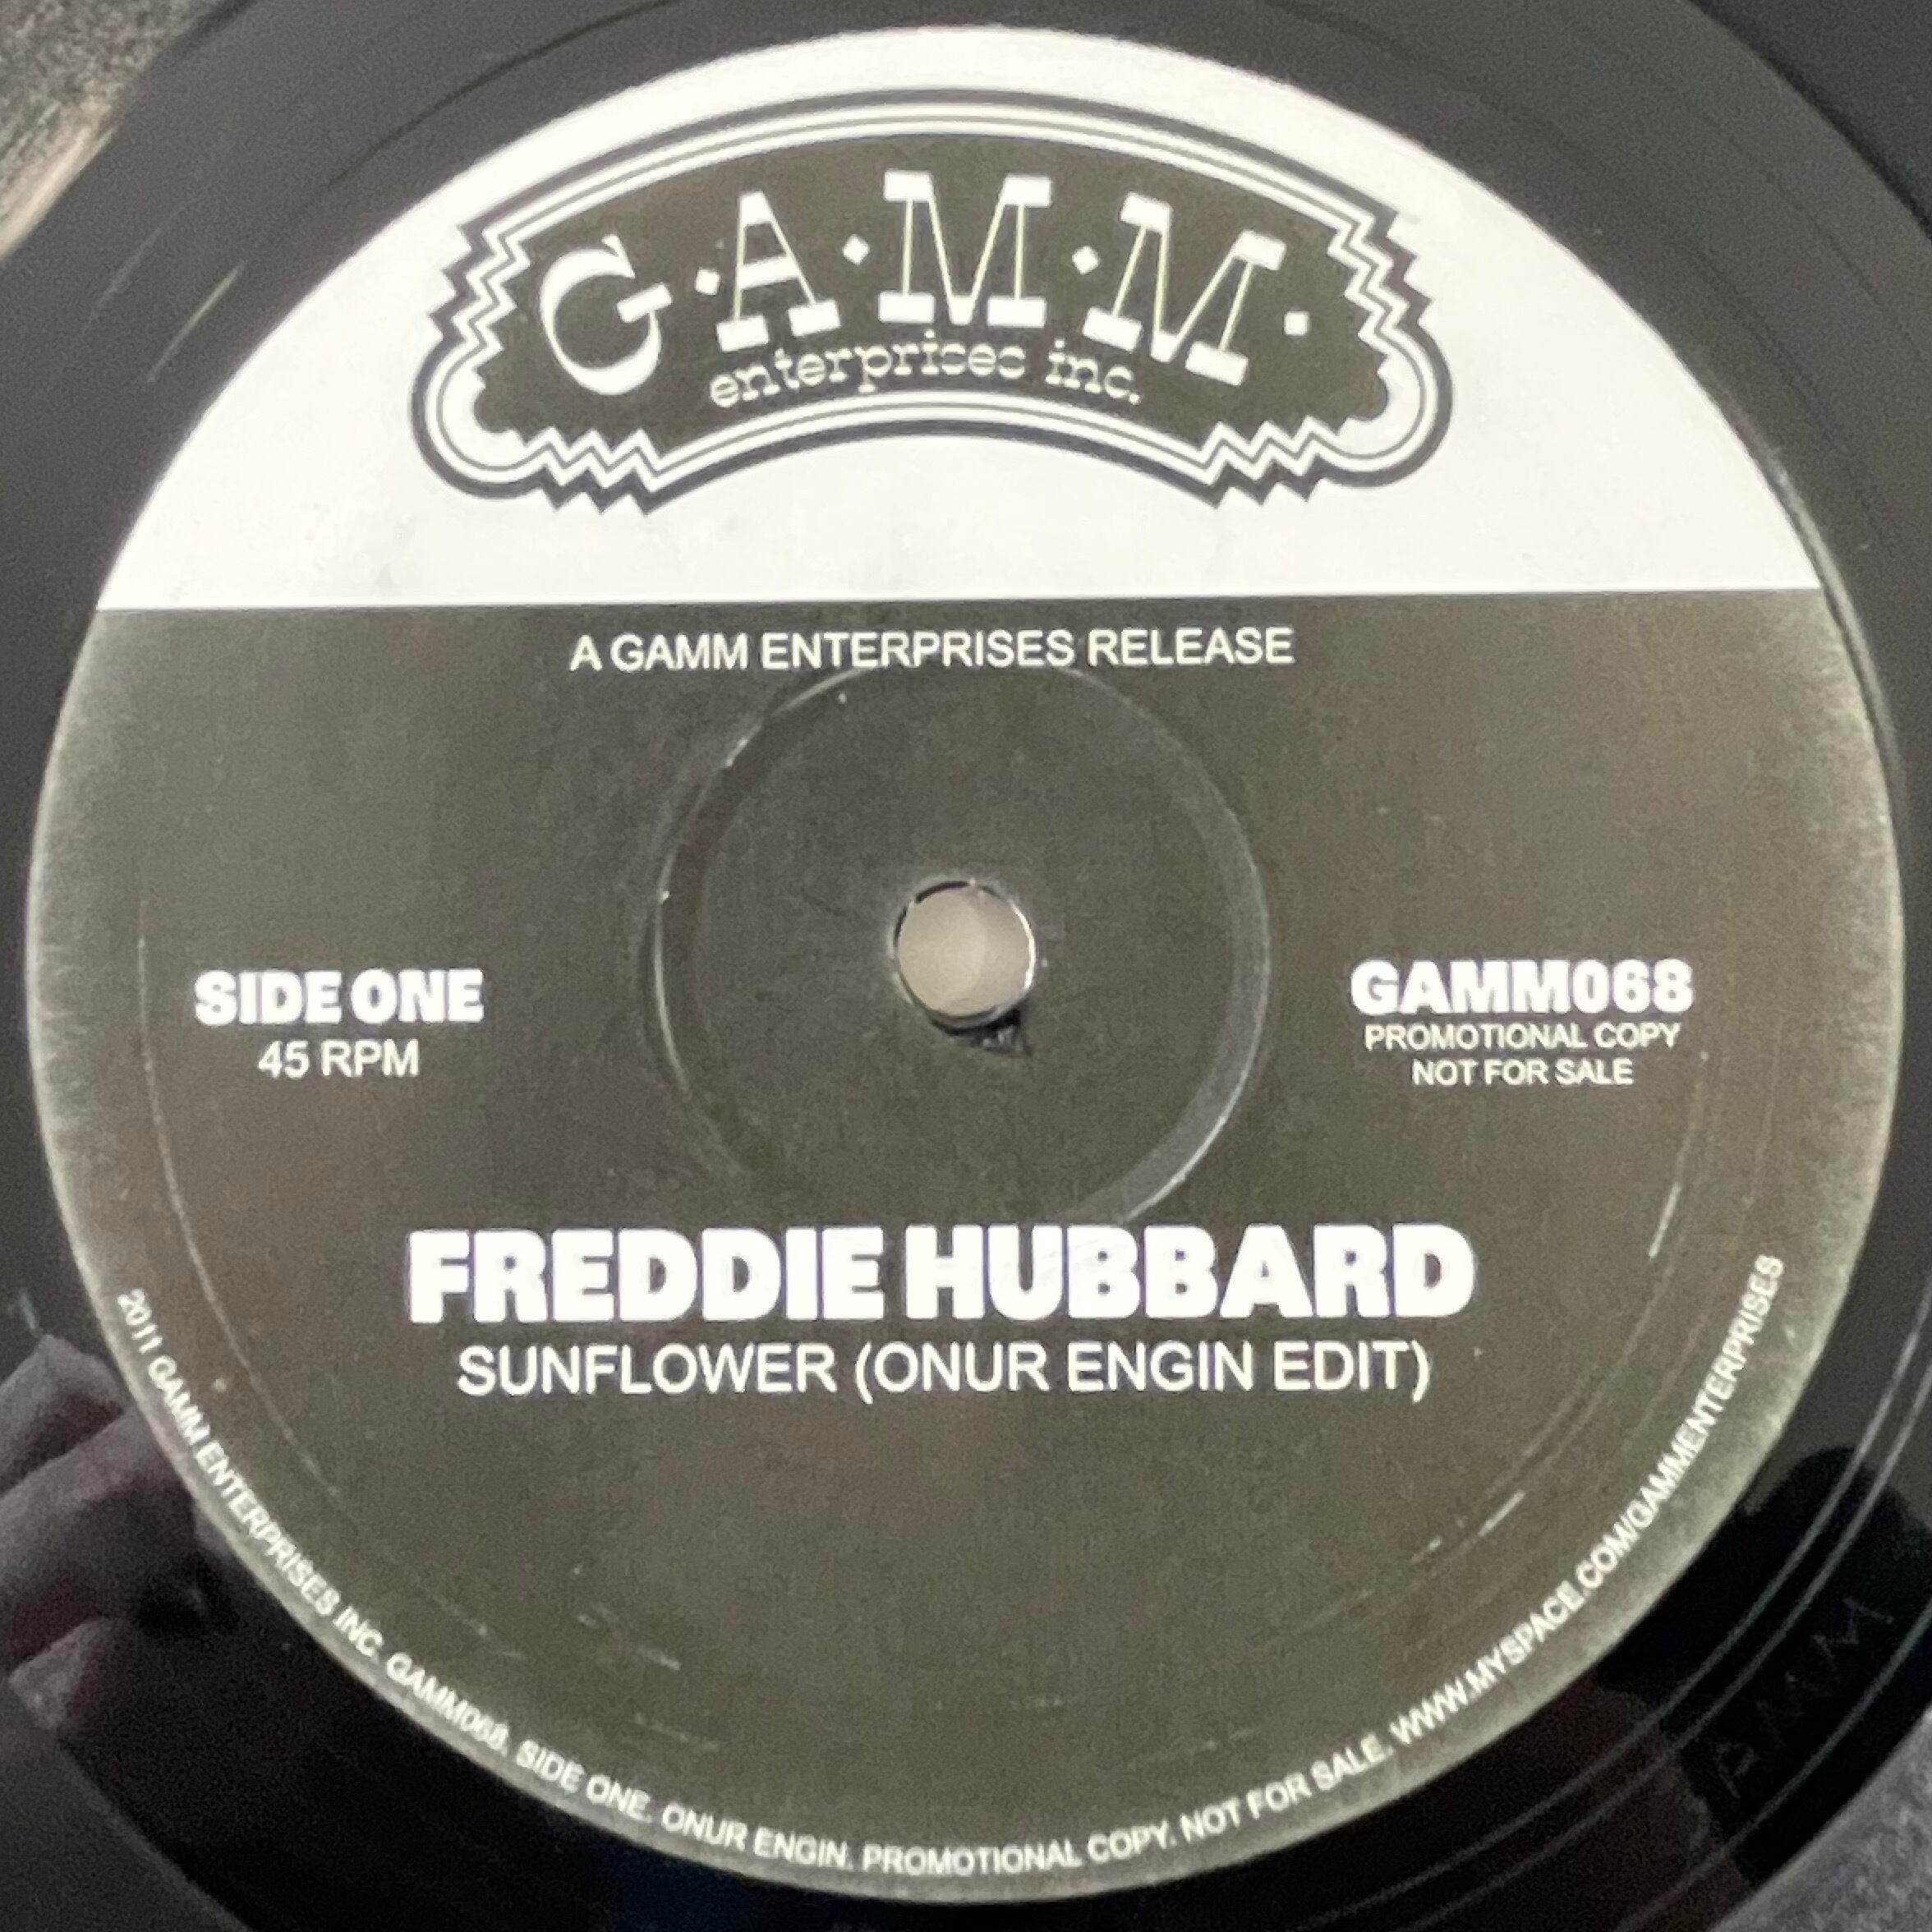 G·A·M·M·
enterprises inc.
A GAMM ENTERPRISES RELEASE
SIDE ONE
45 RPM
GAMM068
PROMOTIONAL COPY
NOT FOR SALE
FREDDIE HUBBARD
SUNFLOWER (ONUR ENGIN EDIT)
2011 GAMM ENTERPRISES INC. GAMM068. SIDE ONE. ONUR ENGIN. PROMOTIONAL COPY. NOT FOR SALE. WWW.MYSPACE.COM/GAMMENTERPRISES